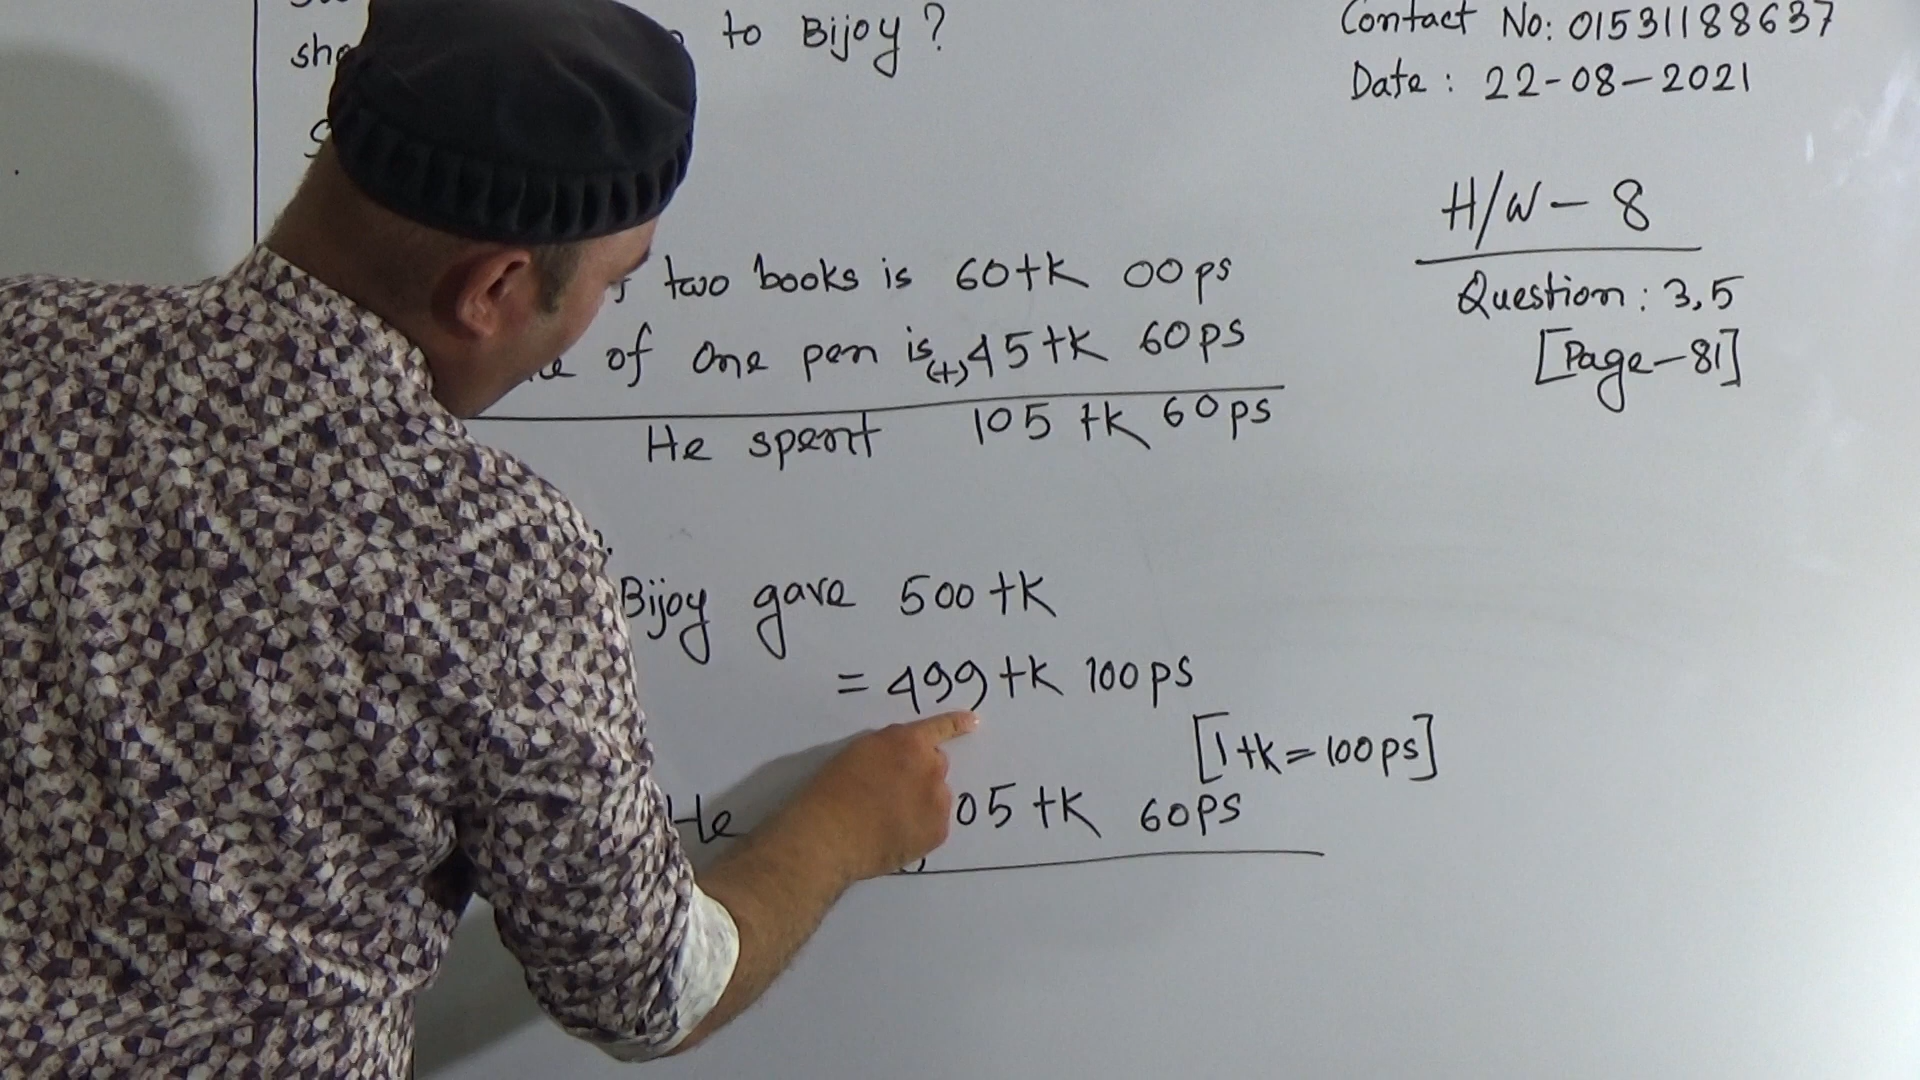 to Bijoy ?
Contact No: 01531188637
Date : 22-08-2021
H/W - 8
Question : 3,5
[Page-81]
two books is 60tk 00ps
of one pen is (+) 45tk 60ps
He spent 105 tk 60ps
Bijoy gave 500tk
= 499tk 100ps
[1tk = 100ps]
He 05tk 60ps